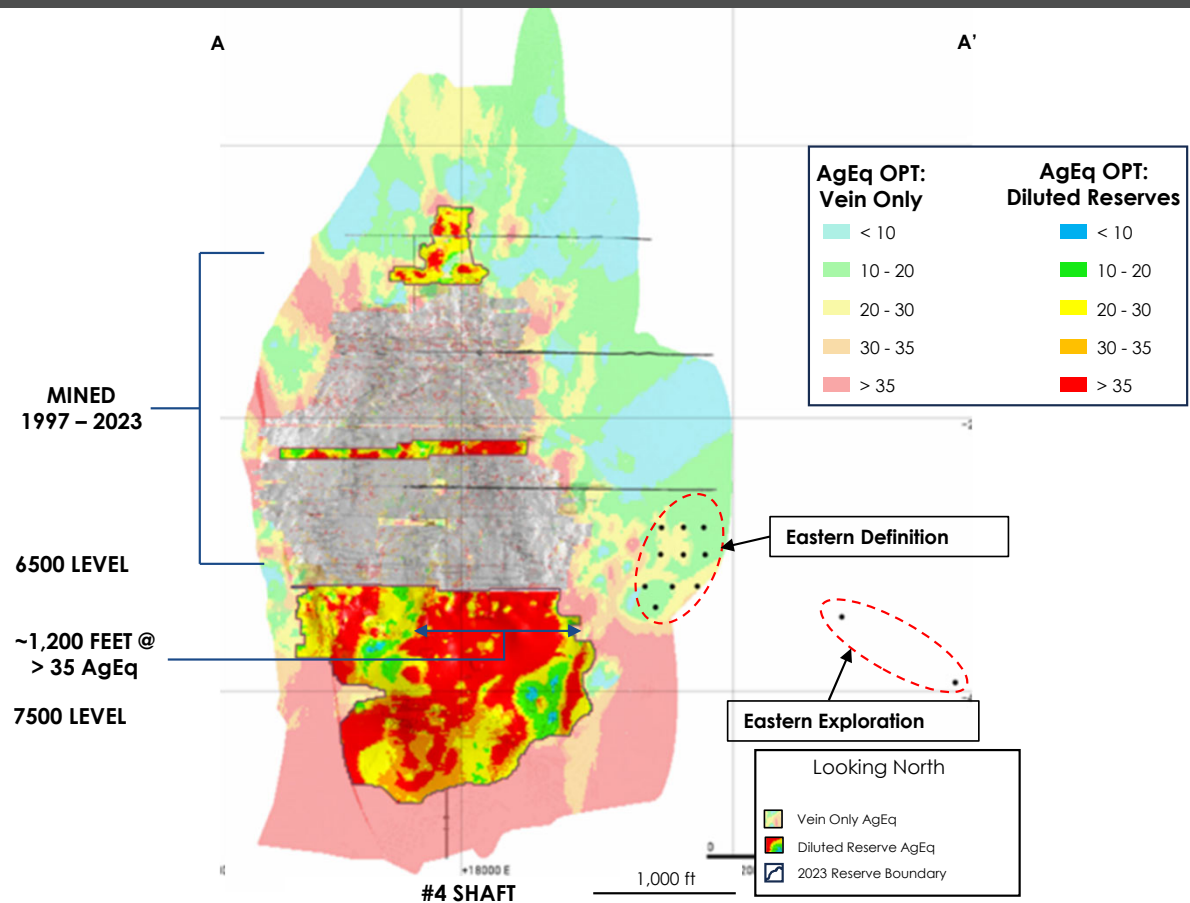 A
A’
AgEq OPT:
Vein Only
< 10
10 - 20
20 - 30
30 - 35
> 35
AgEq OPT:
Diluted Reserves
< 10
10 - 20
20 - 30
30 - 35
> 35
MINED
1997 – 2023
6500 LEVEL
~1,200 FEET @
> 35 AgEq
7500 LEVEL
Eastern Definition
Eastern Exploration
Looking North
Vein Only AgEq
Diluted Reserve AgEq
2023 Reserve Boundary
+18000 E
0
#4 SHAFT
1,000 ft